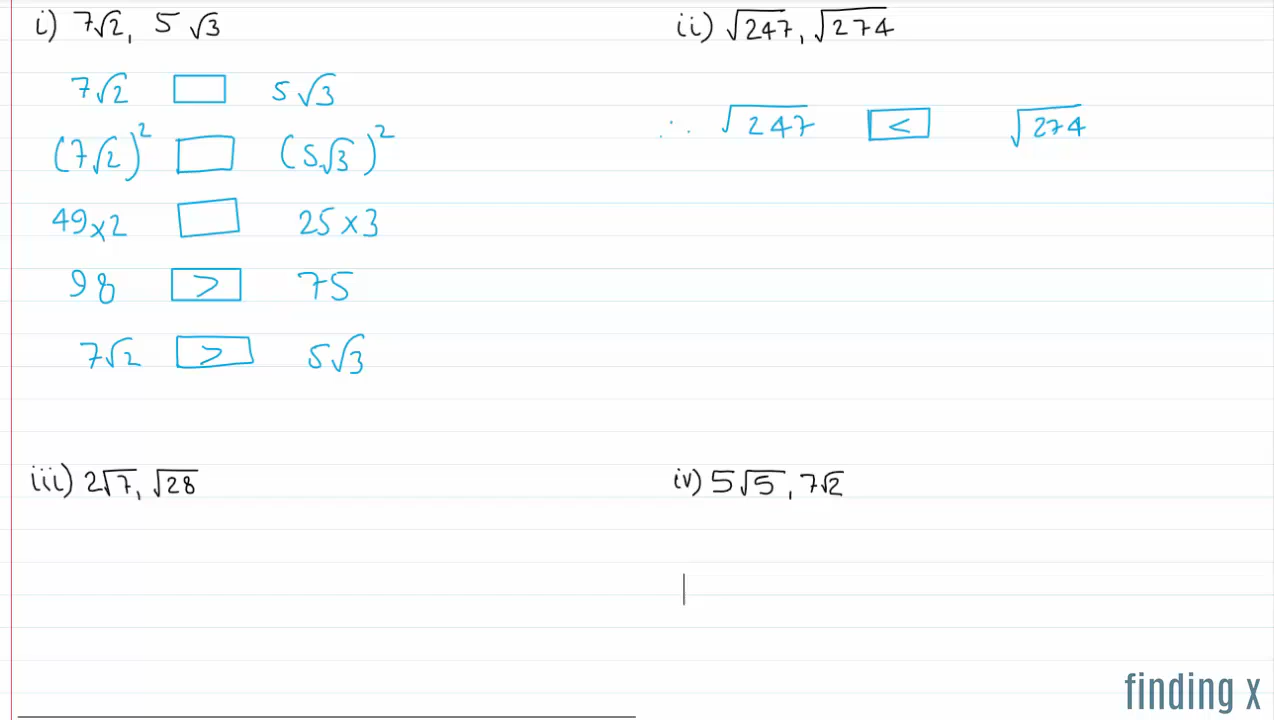 i) 7√2, 5√3
7√2 □ 5√3
(7√2)² □ (5√3)²
49×2 □ 25×3
98 > 75
7√2 > 5√3
ii) √247, √274
∴ √247 < √274
iii) 2√7, √28
iv) 5√5, 7√2
finding x